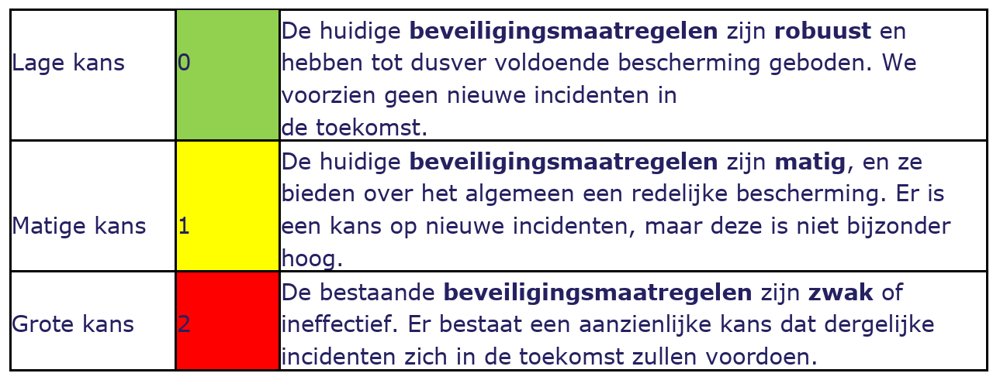 Lage kans
0
De huidige beveiligingsmaatregelen zijn robuust en
hebben tot dusver voldoende bescherming geboden. We
voorzien geen nieuwe incidenten in
de toekomst.
Matige kans
1
De huidige beveiligingsmaatregelen zijn matig, en ze
bieden over het algemeen een redelijke bescherming. Er is
een kans op nieuwe incidenten, maar deze is niet bijzonder
hoog.
Grote kans
2
De bestaande beveiligingsmaatregelen zijn zwak of
ineffectief. Er bestaat een aanzienlijke kans dat dergelijke
incidenten zich in de toekomst zullen voordoen.